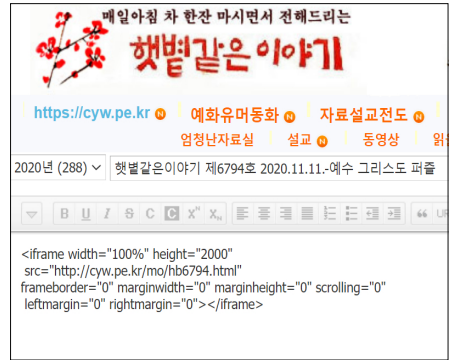 매일아침 차 한잔 마시면서 전해드리는
햇볕같은이야기
https://cyw.pe.kr N 예화유머동화 N 자료설교전도 N
엄청난자료실 설교 N 동영상 읽
2020년 (288) 햇볕같은이야기 제6794호 2020.11.11.-예수 그리스도 퍼즐
B U I S C C X" X,, “ UR
<iframe width="100%" height="2000"
src="http://cyw.pe.kr/mo/hb6794.html"
frameborder="0" marginwidth="0" marginheight="0" scrolling="0"
leftmargin="0" rightmargin="0"></iframe>